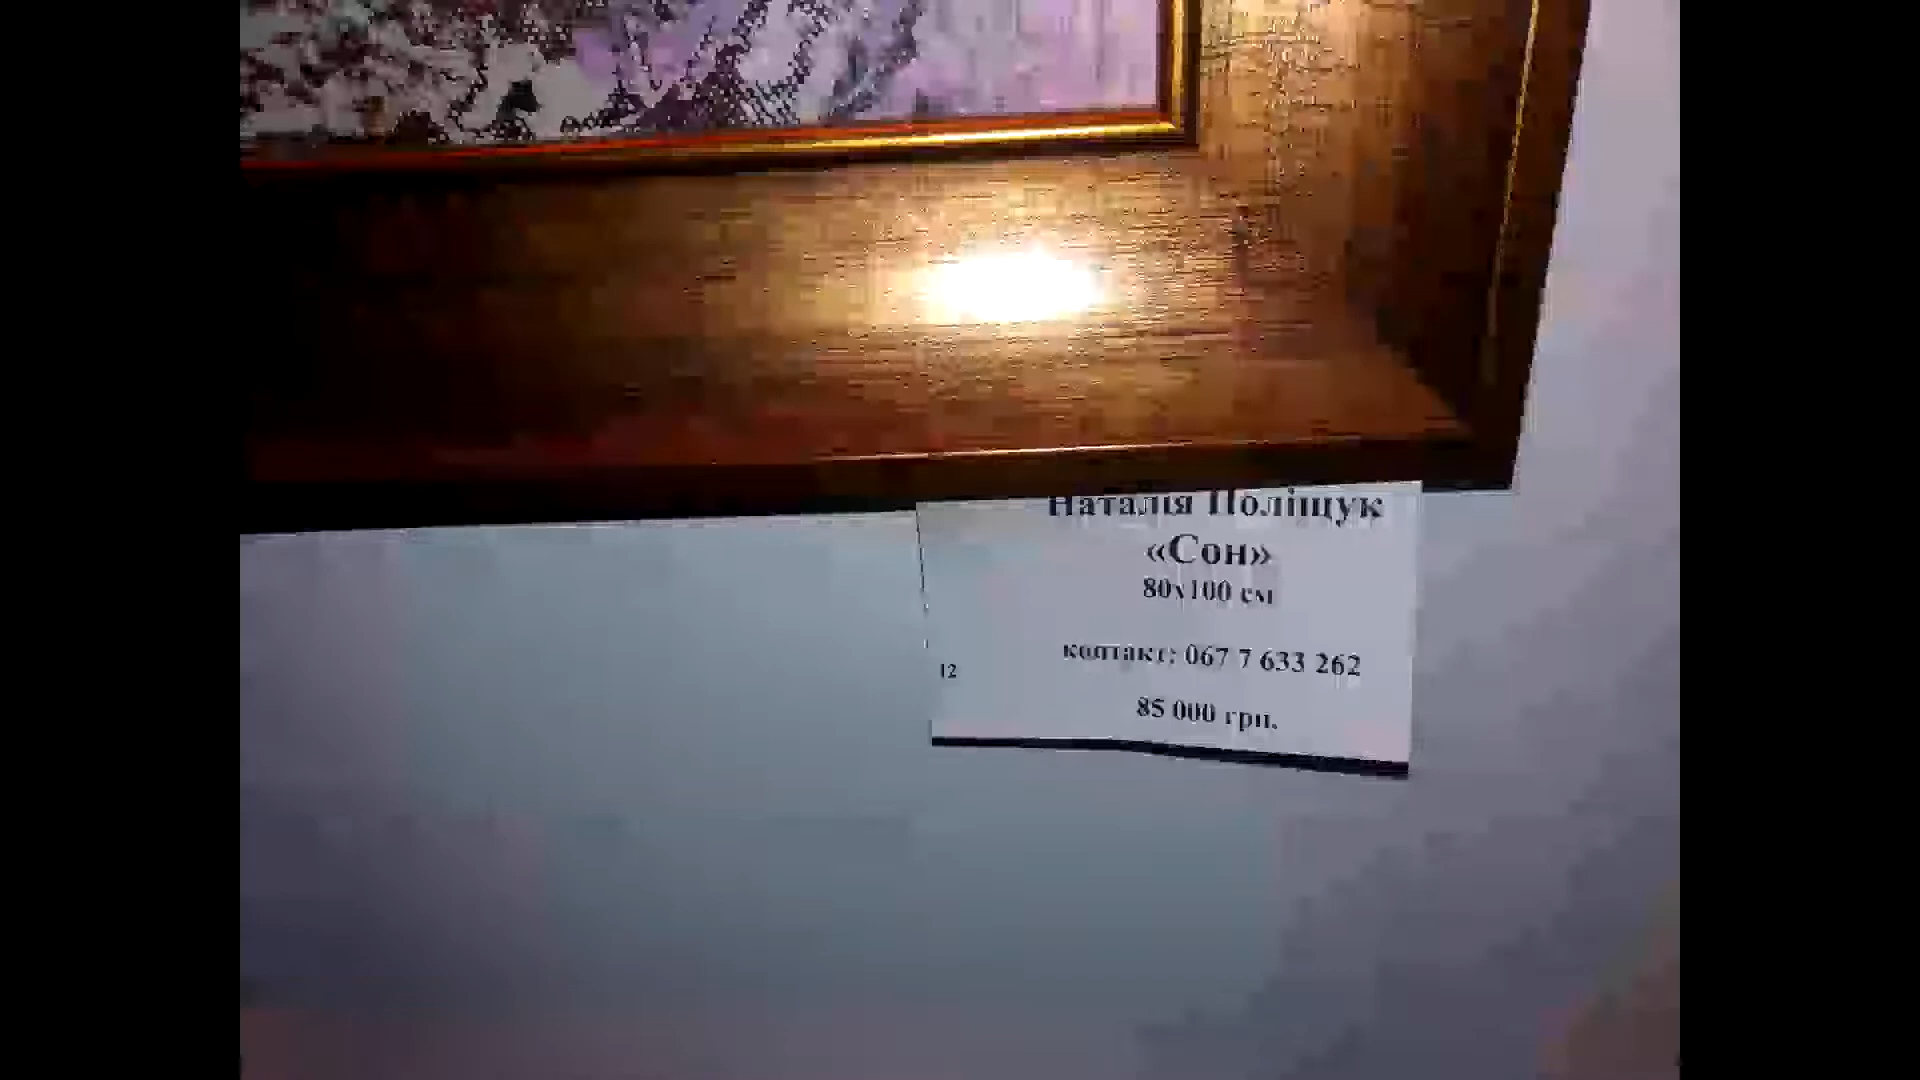 Наталія Поліщук
«Сон»
80х100 см
контакт: 067 7 633 262
12
85 000 грн.